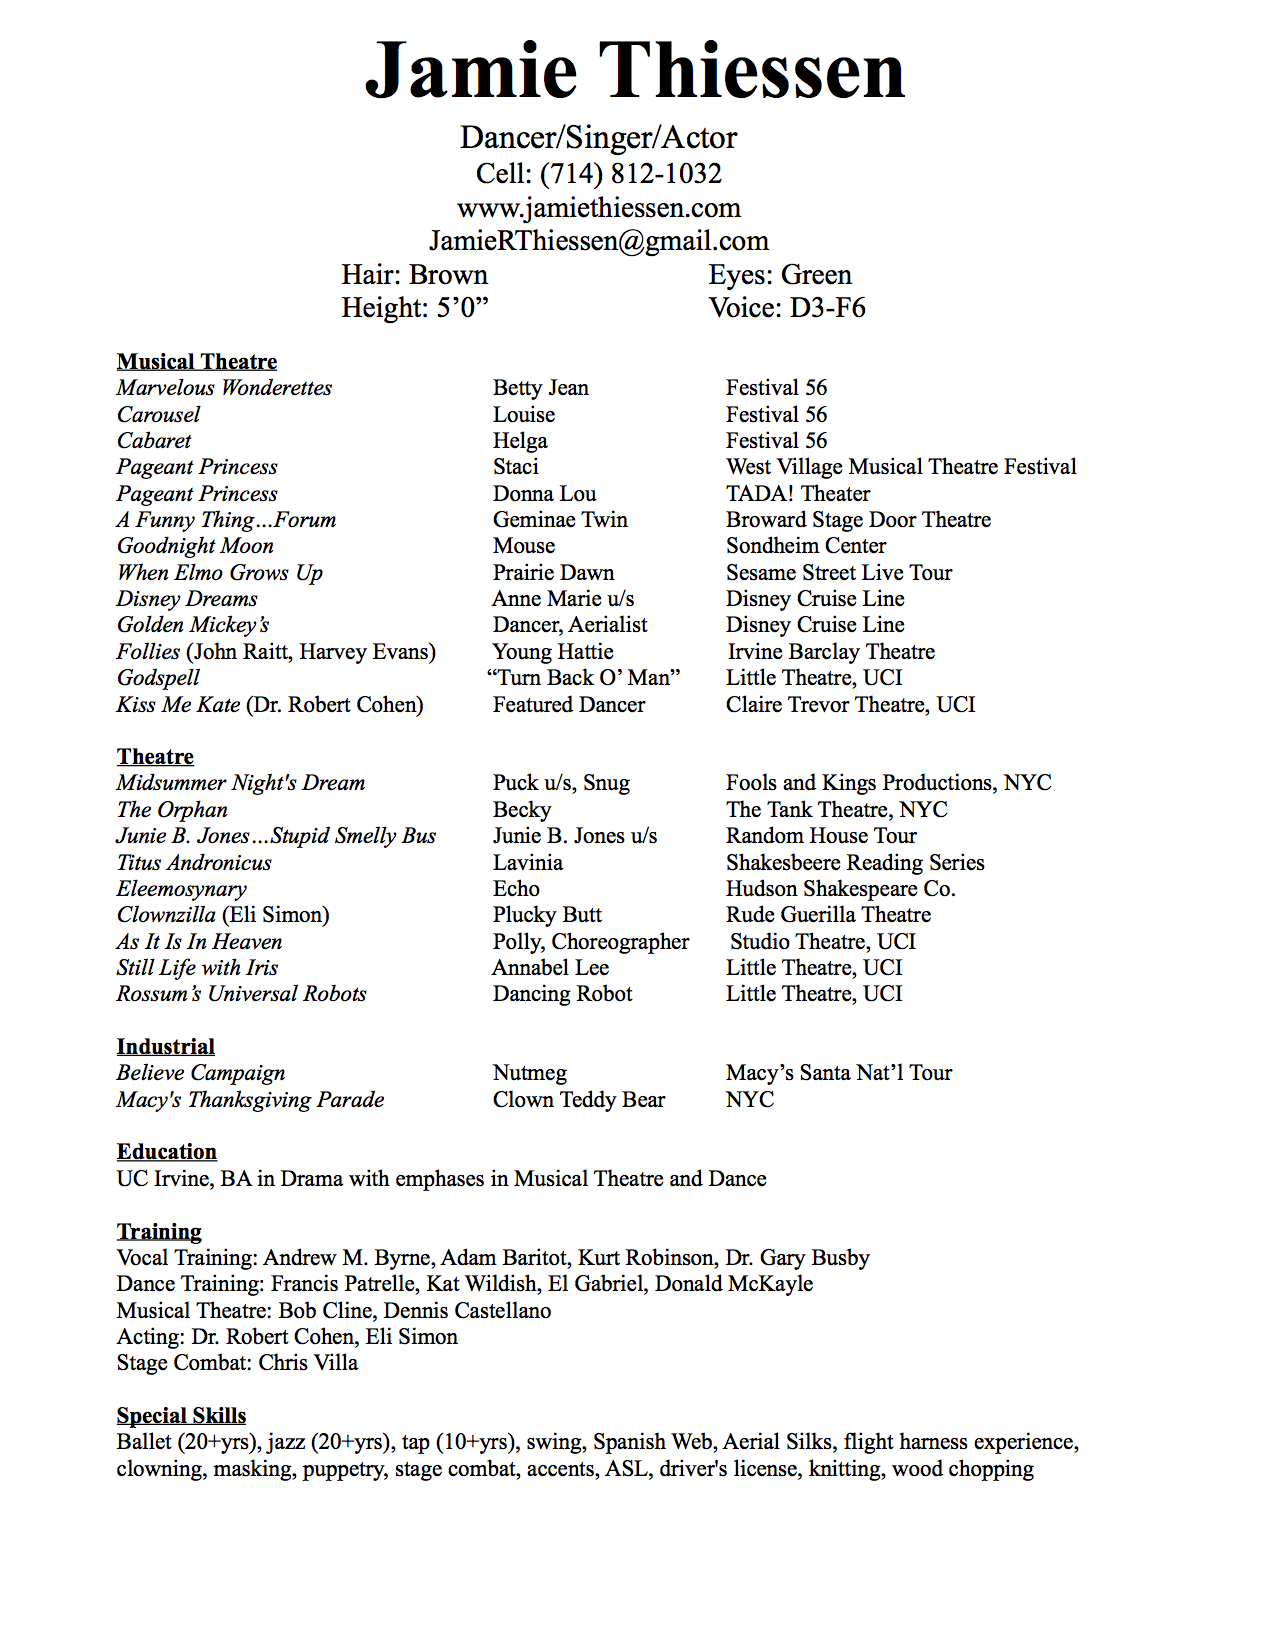 Jamie Thiessen
Dancer/Singer/Actor
Cell: (714) 812-1032
www.jamiethiessen.com
JamieRThiessen@gmail.com
Hair: Brown Eyes: Green
Height: 5’0” Voice: D3-F6
Musical Theatre
Marvelous Wonderettes Betty Jean Festival 56
Carousel Louise Festival 56
Cabaret Helga Festival 56
Pageant Princess Staci West Village Musical Theatre Festival
Pageant Princess Donna Lou TADA! Theater
A Funny Thing…Forum Geminae Twin Broward Stage Door Theatre
Goodnight Moon Mouse Sondheim Center
When Elmo Grows Up Prairie Dawn Sesame Street Live Tour
Disney Dreams Anne Marie u/s Disney Cruise Line
Golden Mickey’s Dancer, Aerialist Disney Cruise Line
Follies (John Raitt, Harvey Evans) Young Hattie Irvine Barclay Theatre
Godspell “Turn Back O’ Man” Little Theatre, UCI
Kiss Me Kate (Dr. Robert Cohen) Featured Dancer Claire Trevor Theatre, UCI
Theatre
Midsummer Night's Dream Puck u/s, Snug Fools and Kings Productions, NYC
The Orphan Becky The Tank Theatre, NYC
Junie B. Jones…Stupid Smelly Bus Junie B. Jones u/s Random House Tour
Titus Andronicus Lavinia Shakesbeere Reading Series
Eleemosynary Echo Hudson Shakespeare Co.
Clownzilla (Eli Simon) Plucky Butt Rude Guerilla Theatre
As It Is In Heaven Polly, Choreographer Studio Theatre, UCI
Still Life with Iris Annabel Lee Little Theatre, UCI
Rossum’s Universal Robots Dancing Robot Little Theatre, UCI
Industrial
Believe Campaign Nutmeg Macy’s Santa Nat’l Tour
Macy's Thanksgiving Parade Clown Teddy Bear NYC
Education
UC Irvine, BA in Drama with emphases in Musical Theatre and Dance
Training
Vocal Training: Andrew M. Byrne, Adam Baritot, Kurt Robinson, Dr. Gary Busby
Dance Training: Francis Patrelle, Kat Wildish, El Gabriel, Donald McKayle
Musical Theatre: Bob Cline, Dennis Castellano
Acting: Dr. Robert Cohen, Eli Simon
Stage Combat: Chris Villa
Special Skills
Ballet (20+yrs), jazz (20+yrs), tap (10+yrs), swing, Spanish Web, Aerial Silks, flight harness experience,
clowning, masking, puppetry, stage combat, accents, ASL, driver's license, knitting, wood chopping